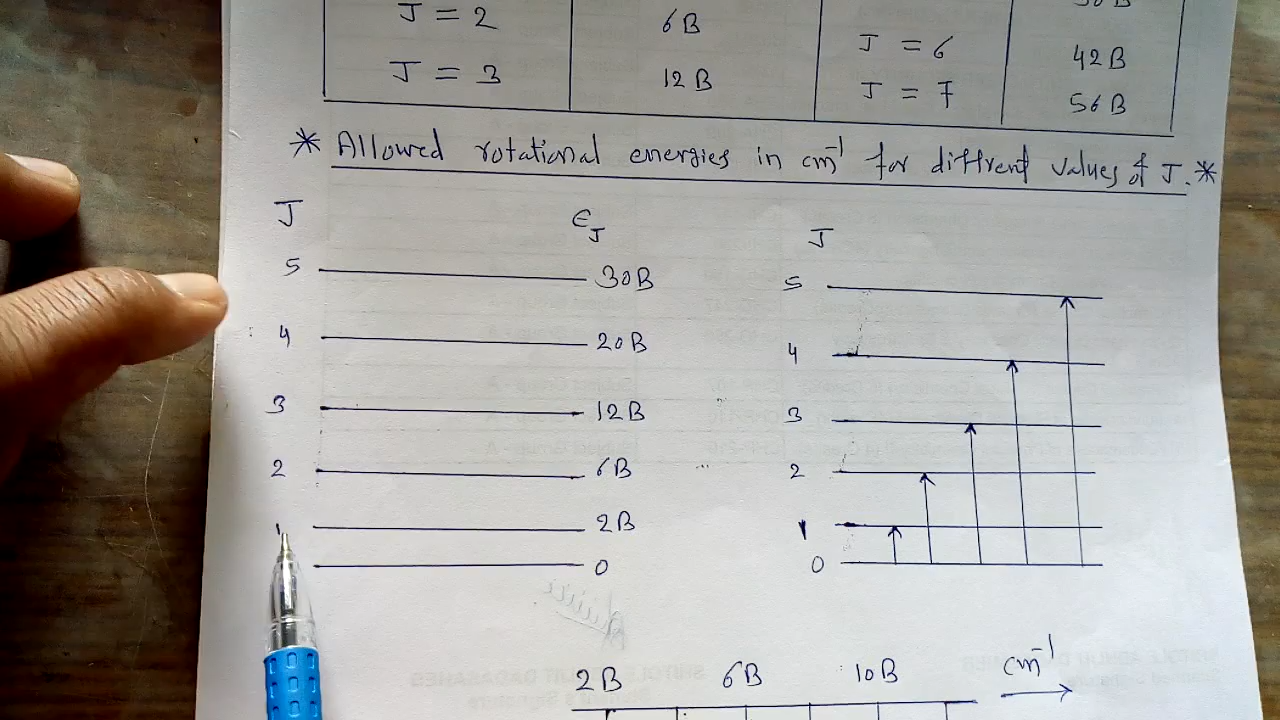 J = 2 6B
J = 6 42B
J = 3 12B
J = 7 56B
* Allowed rotational energies in cm⁻¹ for diffrent values of J. *
J ϵJ J
5 30B 5
4 20B 4
3 12B 3
2 6B 2
1 2B 1
0 0
2B 6B 10B cm⁻¹